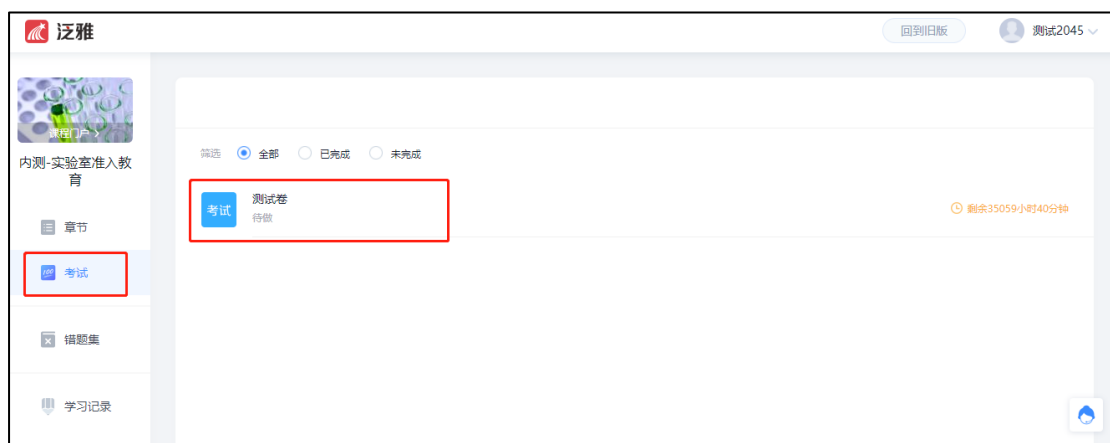 泛雅
回到旧版
测试2045
课程门户 >
内测-实验室准入教
育
章节
考试
错题集
学习记录
筛选 全部 已完成 未完成
考试
测试卷
待做
剩余35059小时40分钟